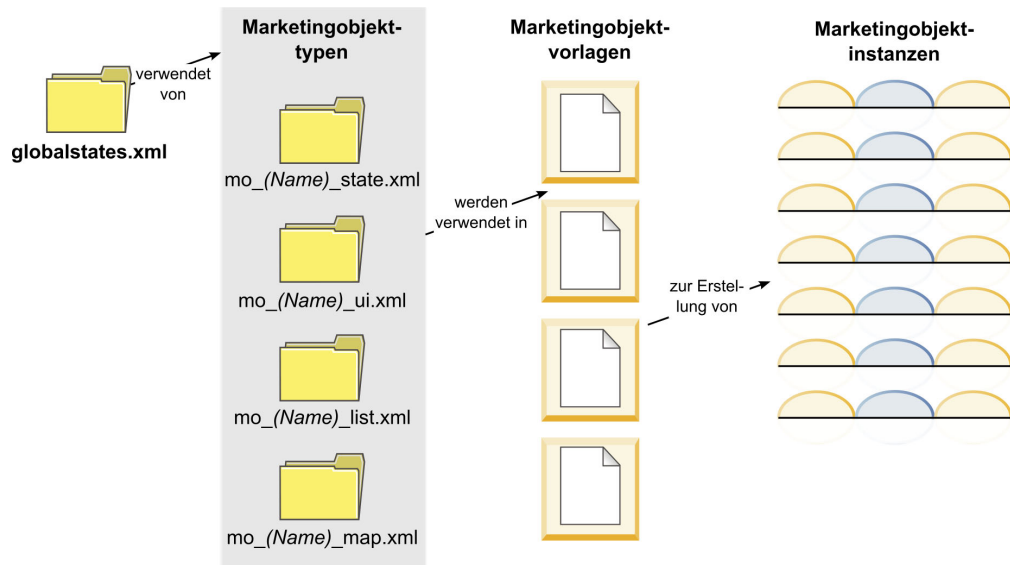 verwendet
von
globalstates.xml
Marketingobjekt-
typen
mo_(Name)_state.xml
mo_(Name)_ui.xml
mo_(Name)_list.xml
mo_(Name)_map.xml
werden
verwendet in
Marketingobjekt-
vorlagen
zur Erstel-
lung von
Marketingobjekt-
instanzen